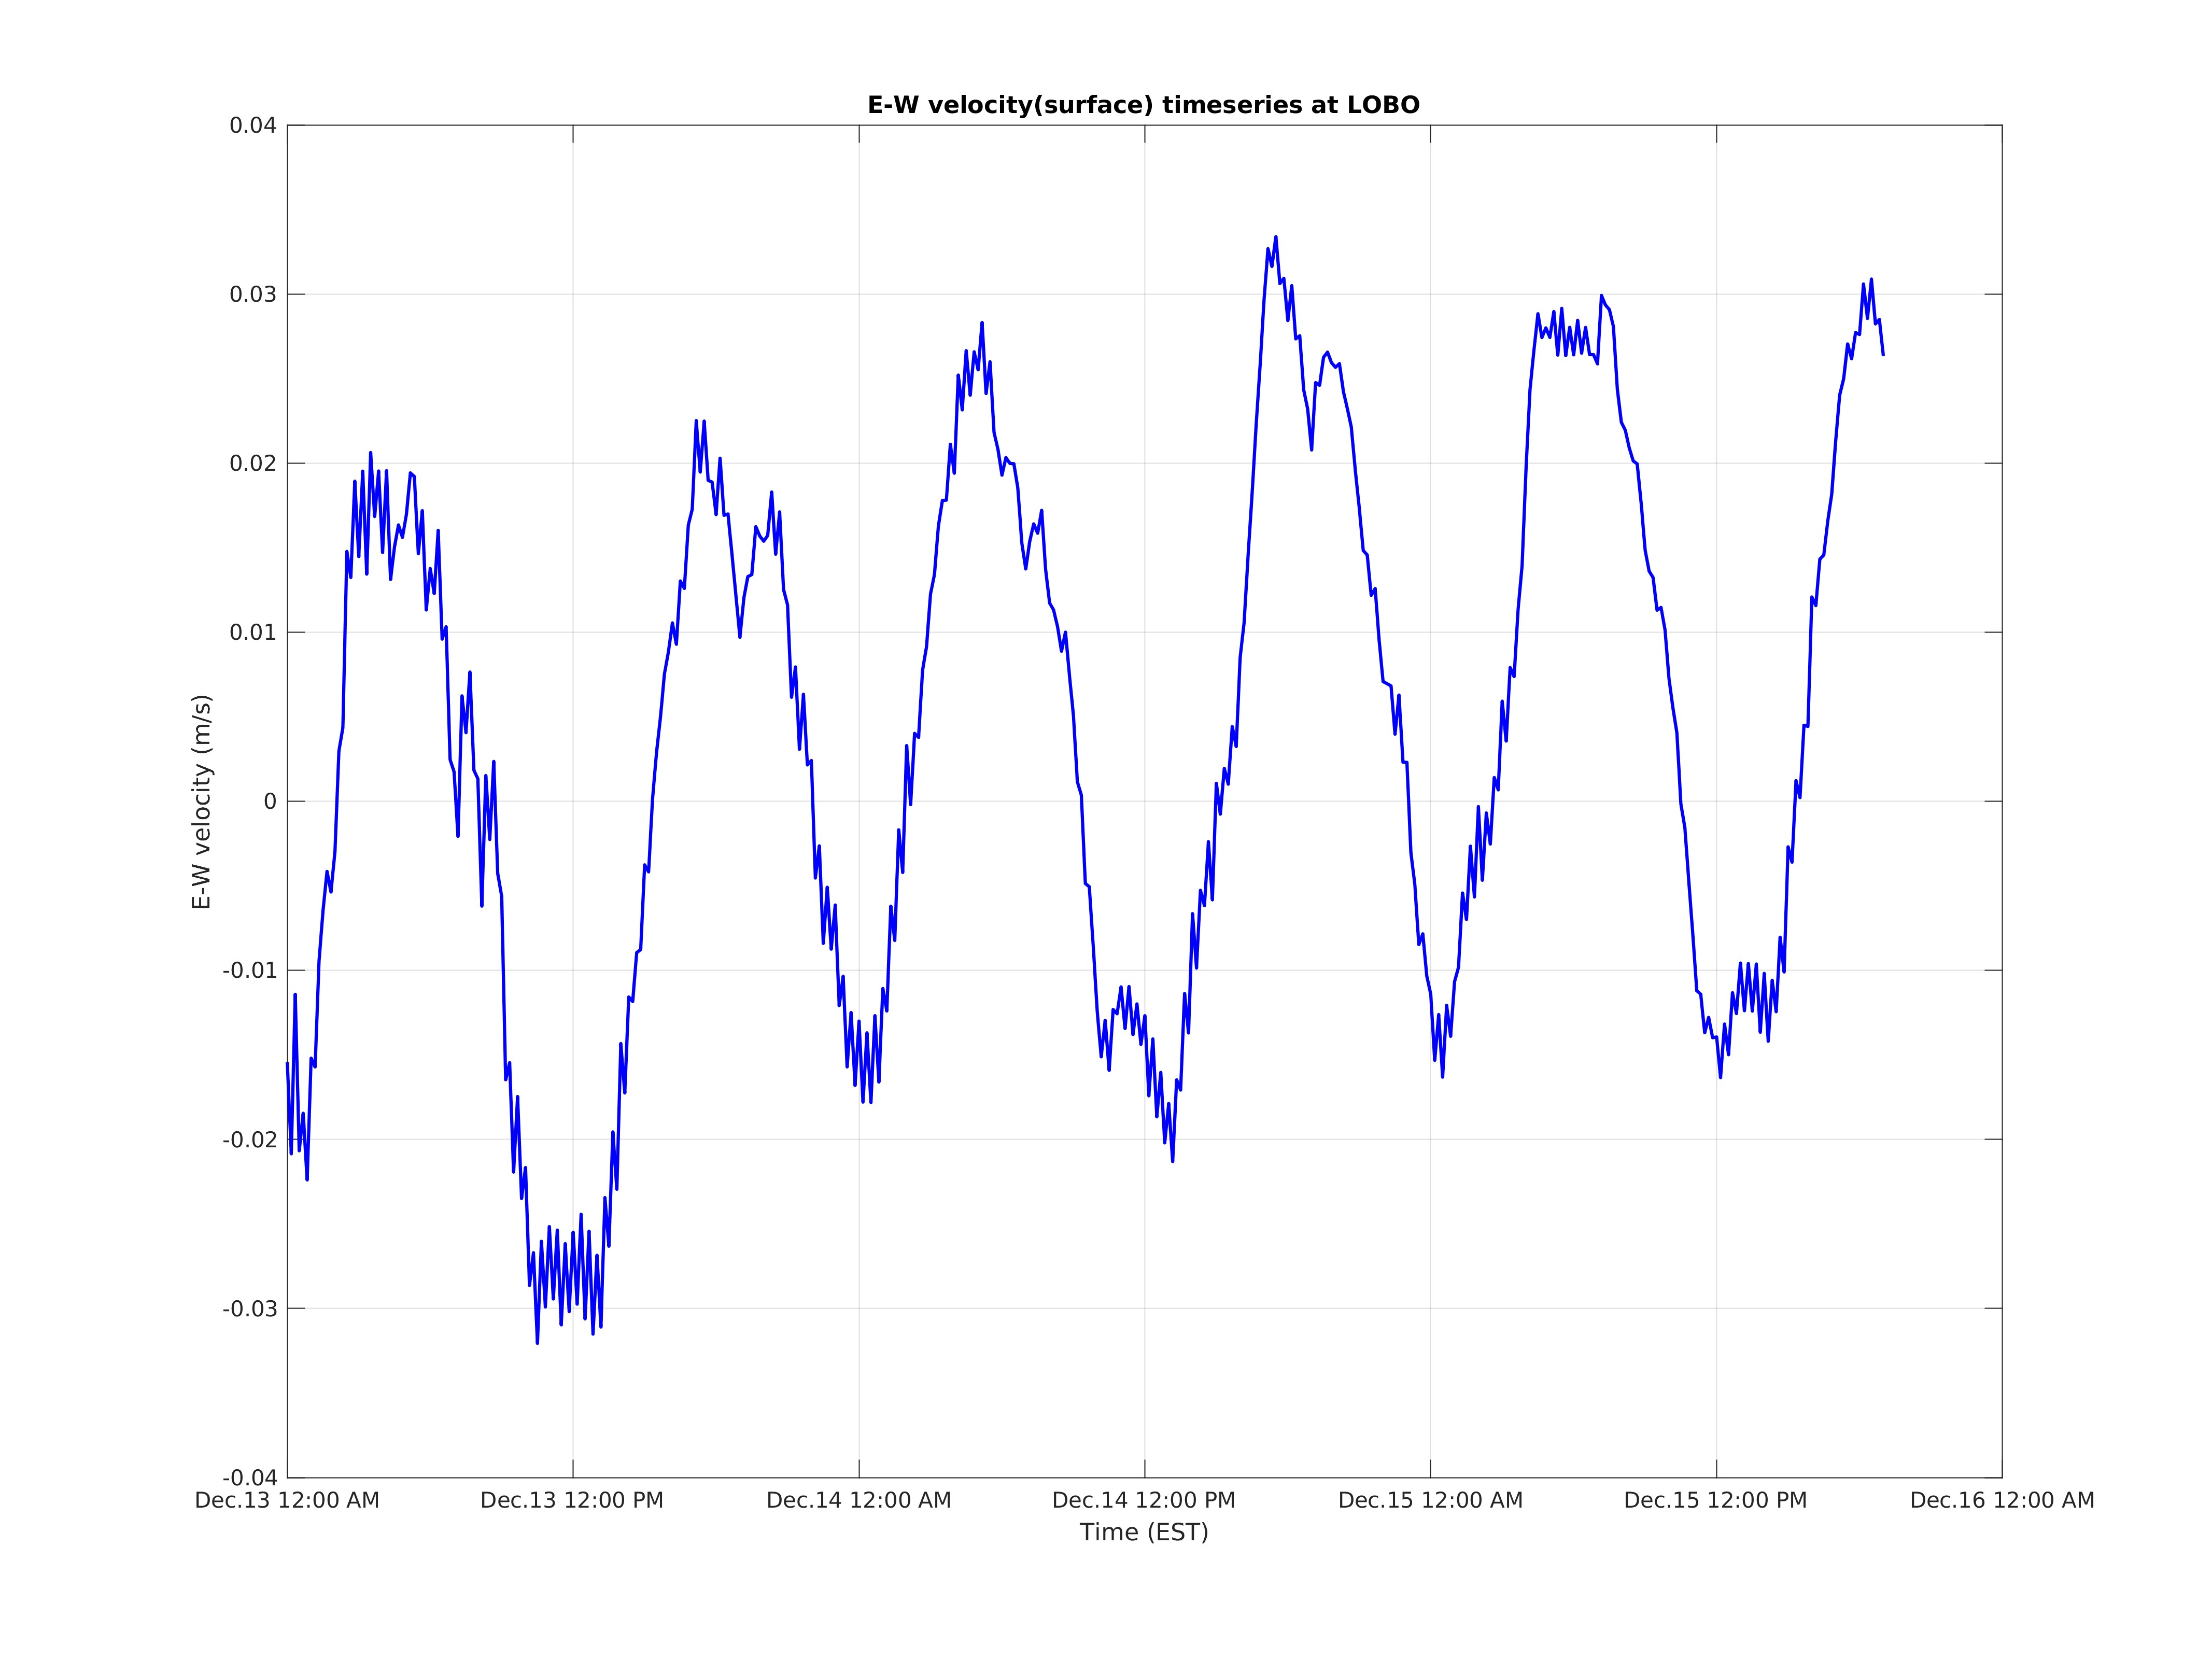 E-W velocity(surface) timeseries at LOBO
0.04
0.03
0.02
0.01
0
-0.01
-0.02
-0.03
-0.04
E-W velocity (m/s)
Dec.13 12:00 AM Dec.13 12:00 PM Dec.14 12:00 AM Dec.14 12:00 PM Dec.15 12:00 AM Dec.15 12:00 PM Dec.16 12:00 AM
Time (EST)